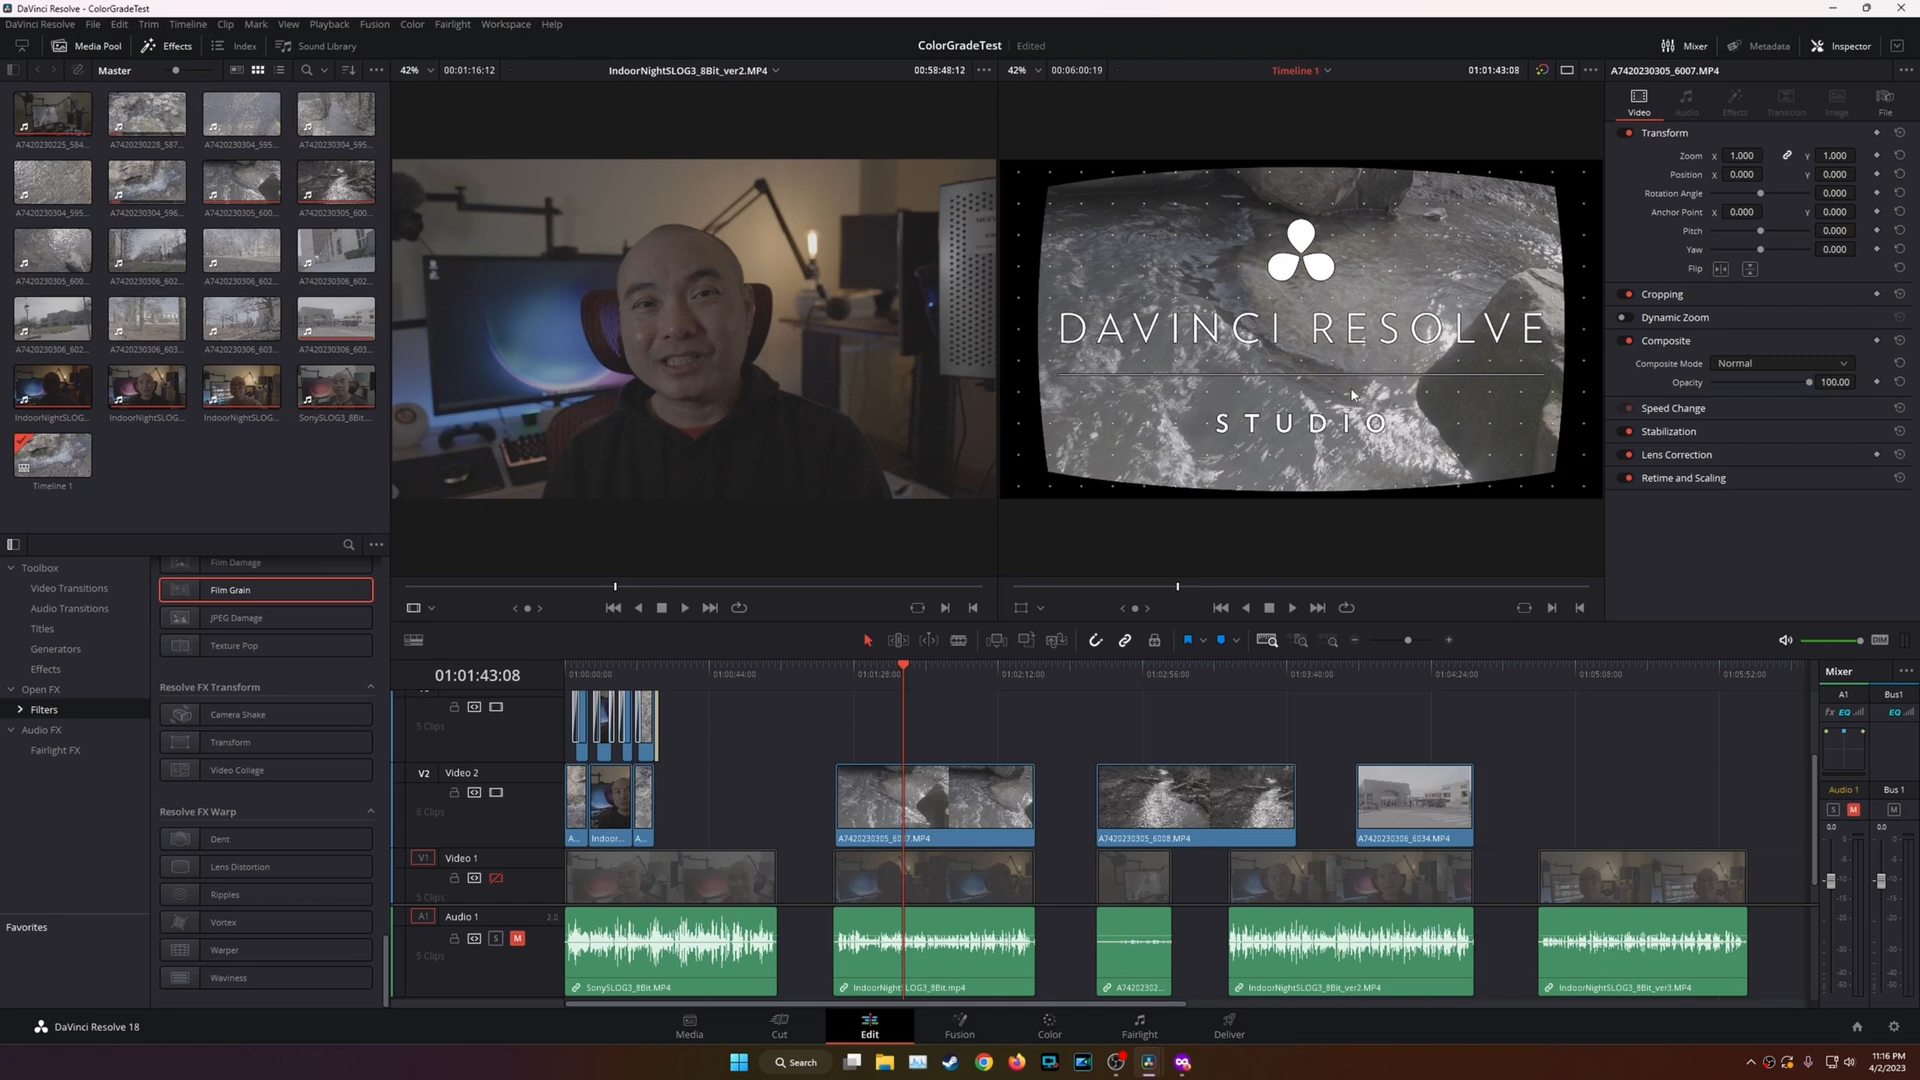 DaVinci Resolve - ColorGradeTest
DaVinci Resolve File Edit Trim Timeline Clip Mark View Playback Fusion Color Fairlight Workspace Help
Media Pool Effects Index Sound Library ColorGradeTest Edited Mixer Metadata Inspector
Master 42% 00:01:16:12 IndoorNightSLOG3_8Bit_ver2.MP4 00:58:48:12 42% 00:06:00:19 Timeline 1 01:01:43:08 A7420230305_6007.MP4
Video Audio Effects Transition Image File
A7420230225_584... A7420230228_587... A7420230304_595... A7420230304_595...
A7420230304_595... A7420230304_596... A7420230305_600... A7420230305_600...
A7420230305_600... A7420230306_602... A7420230306_602... A7420230306_602...
A7420230306_602... A7420230306_603... A7420230306_603... A7420230306_603...
IndoorNightSLOG... IndoorNightSLOG... IndoorNightSLOG... SonySLOG3_8Bit...
Timeline 1
DAVINCI RESOLVE
STUDIO
Transform
Zoom X 1.000 Y 1.000
Position X 0.000 Y 0.000
Rotation Angle 0.000
Anchor Point X 0.000 Y 0.000
Pitch 0.000
Yaw 0.000
Flip
Cropping
Dynamic Zoom
Composite
Composite Mode Normal
Opacity 100.00
Speed Change
Stabilization
Lens Correction
Retime and Scaling
Toolbox
Video Transitions
Audio Transitions
Titles
Generators
Effects
Open FX
Filters
Audio FX
Fairlight FX
Favorites
Film Damage
Film Grain
JPEG Damage
Texture Pop
Resolve FX Transform
Camera Shake
Transform
Video Collage
Resolve FX Warp
Dent
Lens Distortion
Ripples
Vortex
Warper
Waviness
DIM
01:01:43:08 01:00:00:00 01:00:44:00 01:01:28:00 01:02:12:00 01:02:56:00 01:03:40:00 01:04:24:00 01:05:08:00 01:05:52:00
5 Clips
V2 Video 2
6 Clips
A... Indoor... A... A7420230305_6007.MP4 A7420230305_6008.MP4 A7420230306_6034.MP4
V1 Video 1
5 Clips
A1 Audio 1 2.0
S M
5 Clips
SonySLOG3_8Bit.MP4 IndoorNightSLOG3_8Bit.mp4 A74202302... IndoorNightSLOG3_8Bit_ver2.MP4 IndoorNightSLOG3_8Bit_ver3.MP4
Mixer
A1 Bus1
fx EQ EQ
Audio 1 Bus 1
S M M
0.0 0.0
DaVinci Resolve 18 Media Cut Edit Fusion Color Fairlight Deliver
Search
11:16 PM
4/2/2023